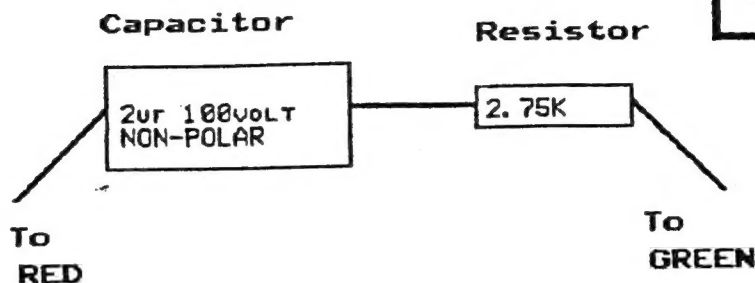 Capacitor
Resistor
2uf 100VOLT
NON-POLAR
2.75K
To
RED
To
GREEN